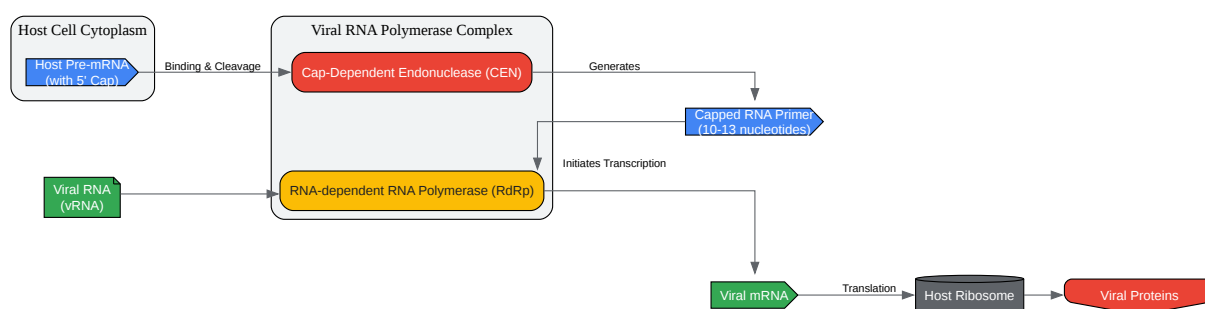 Host Cell Cytoplasm
Viral RNA Polymerase Complex
Host Pre-mRNA
(with 5' Cap)
Binding & Cleavage
Cap-Dependent Endonuclease (CEN)
Generates
Capped RNA Primer
(10-13 nucleotides)
Initiates Transcription
Viral RNA
(vRNA)
RNA-dependent RNA Polymerase (RdRp)
Viral mRNA
Translation
Host Ribosome
Viral Proteins